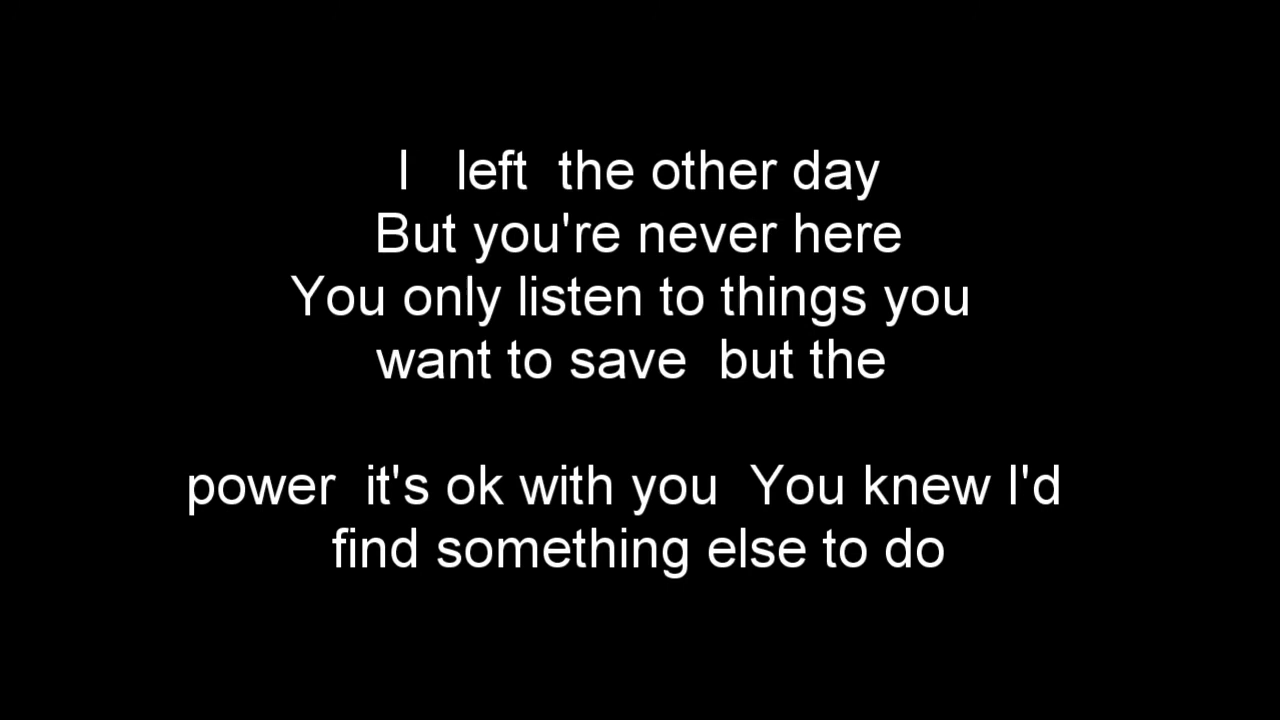 I   left  the other day
But you're never here
You only listen to things you
want to save  but the
power  it's ok with you  You knew I'd
find something else to do